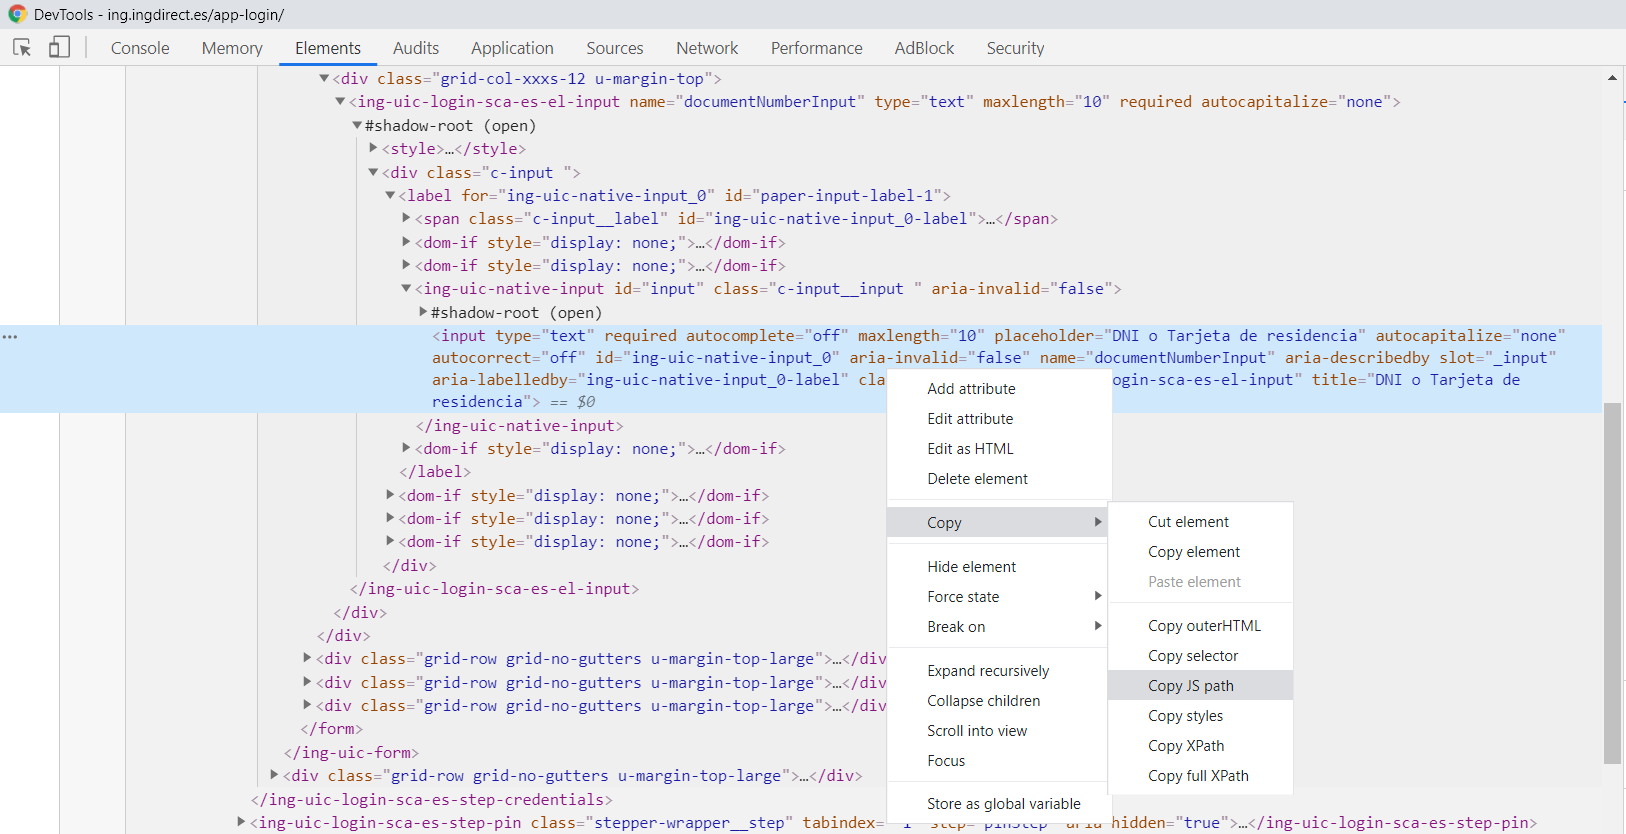 DevTools - ing.ingdirect.es/app-login/
Console Memory Elements Audits Application Sources Network Performance AdBlock Security
▼<div class="grid-col-xxxs-12 u-margin-top">
▼<ing-uic-login-sca-es-el-input name="documentNumberInput" type="text" maxlength="10" required autocapitalize="none">
▼#shadow-root (open)
▶<style>…</style>
▼<div class="c-input ">
▼<label for="ing-uic-native-input_0" id="paper-input-label-1">
▶<span class="c-input__label" id="ing-uic-native-input_0-label">…</span>
▶<dom-if style="display: none;">…</dom-if>
▶<dom-if style="display: none;">…</dom-if>
▼<ing-uic-native-input id="input" class="c-input__input " aria-invalid="false">
▶#shadow-root (open)
<input type="text" required autocomplete="off" maxlength="10" placeholder="DNI o Tarjeta de residencia" autocapitalize="none"
autocorrect="off" id="ing-uic-native-input_0" aria-invalid="false" name="documentNumberInput" aria-describedby slot="_input"
aria-labelledby="ing-uic-native-input_0-label" cla login-sca-es-el-input" title="DNI o Tarjeta de
residencia"> == $0
</ing-uic-native-input>
▶<dom-if style="display: none;">…</dom-if>
</label>
▶<dom-if style="display: none;">…</dom-if>
▶<dom-if style="display: none;">…</dom-if>
▶<dom-if style="display: none;">…</dom-if>
</div>
</ing-uic-login-sca-es-el-input>
</div>
</div>
▶<div class="grid-row grid-no-gutters u-margin-top-large">…</div
▶<div class="grid-row grid-no-gutters u-margin-top-large">…</div
▶<div class="grid-row grid-no-gutters u-margin-top-large">…</div
</form>
</ing-uic-form>
▶<div class="grid-row grid-no-gutters u-margin-top-large">…</div>
</ing-uic-login-sca-es-step-credentials>
▶<ing-uic-login-sca-es-step-pin class="stepper-wrapper__step" tabindex="-1" step="pinStep" aria-hidden="true">…</ing-uic-login-sca-es-step-pin>
Add attribute
Edit attribute
Edit as HTML
Delete element
Copy
Hide element
Force state
Break on
Expand recursively
Collapse children
Scroll into view
Focus
Store as global variable
Cut element
Copy element
Paste element
Copy outerHTML
Copy selector
Copy JS path
Copy styles
Copy XPath
Copy full XPath